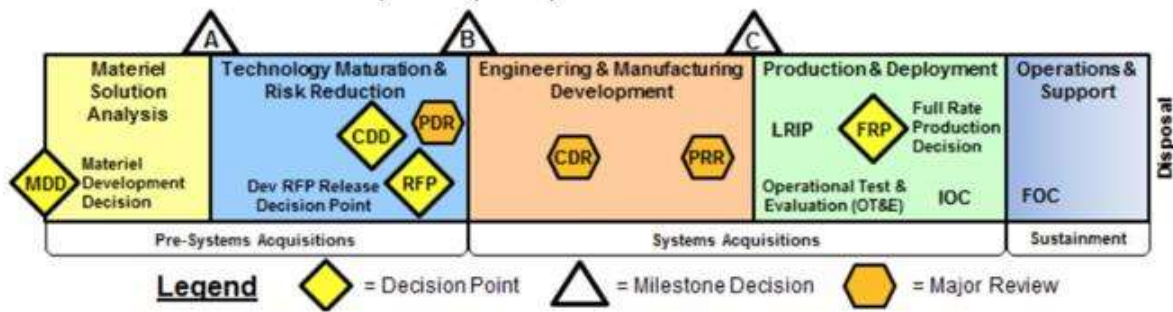 A
B
C
Materiel
Solution
Analysis
MDD
Materiel
Development
Decision
Technology Maturation &
Risk Reduction
CDD
PDR
Dev RFP Release
Decision Point
RFP
Engineering & Manufacturing
Development
CDR
PRR
Production & Deployment
LRIP
FRP
Full Rate
Production
Decision
Operational Test &
Evaluation (OT&E)
IOC
Operations &
Support
FOC
Disposal
Pre-Systems Acquisitions
Systems Acquisitions
Sustainment
Legend
= Decision Point
= Milestone Decision
= Major Review